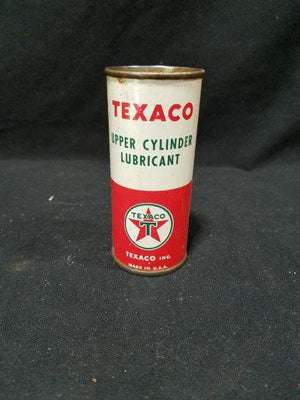 TEXACO
UPPER CYLINDER
LUBRICANT
TEXACO
T
TEXACO INC.
MADE IN U.S.A.